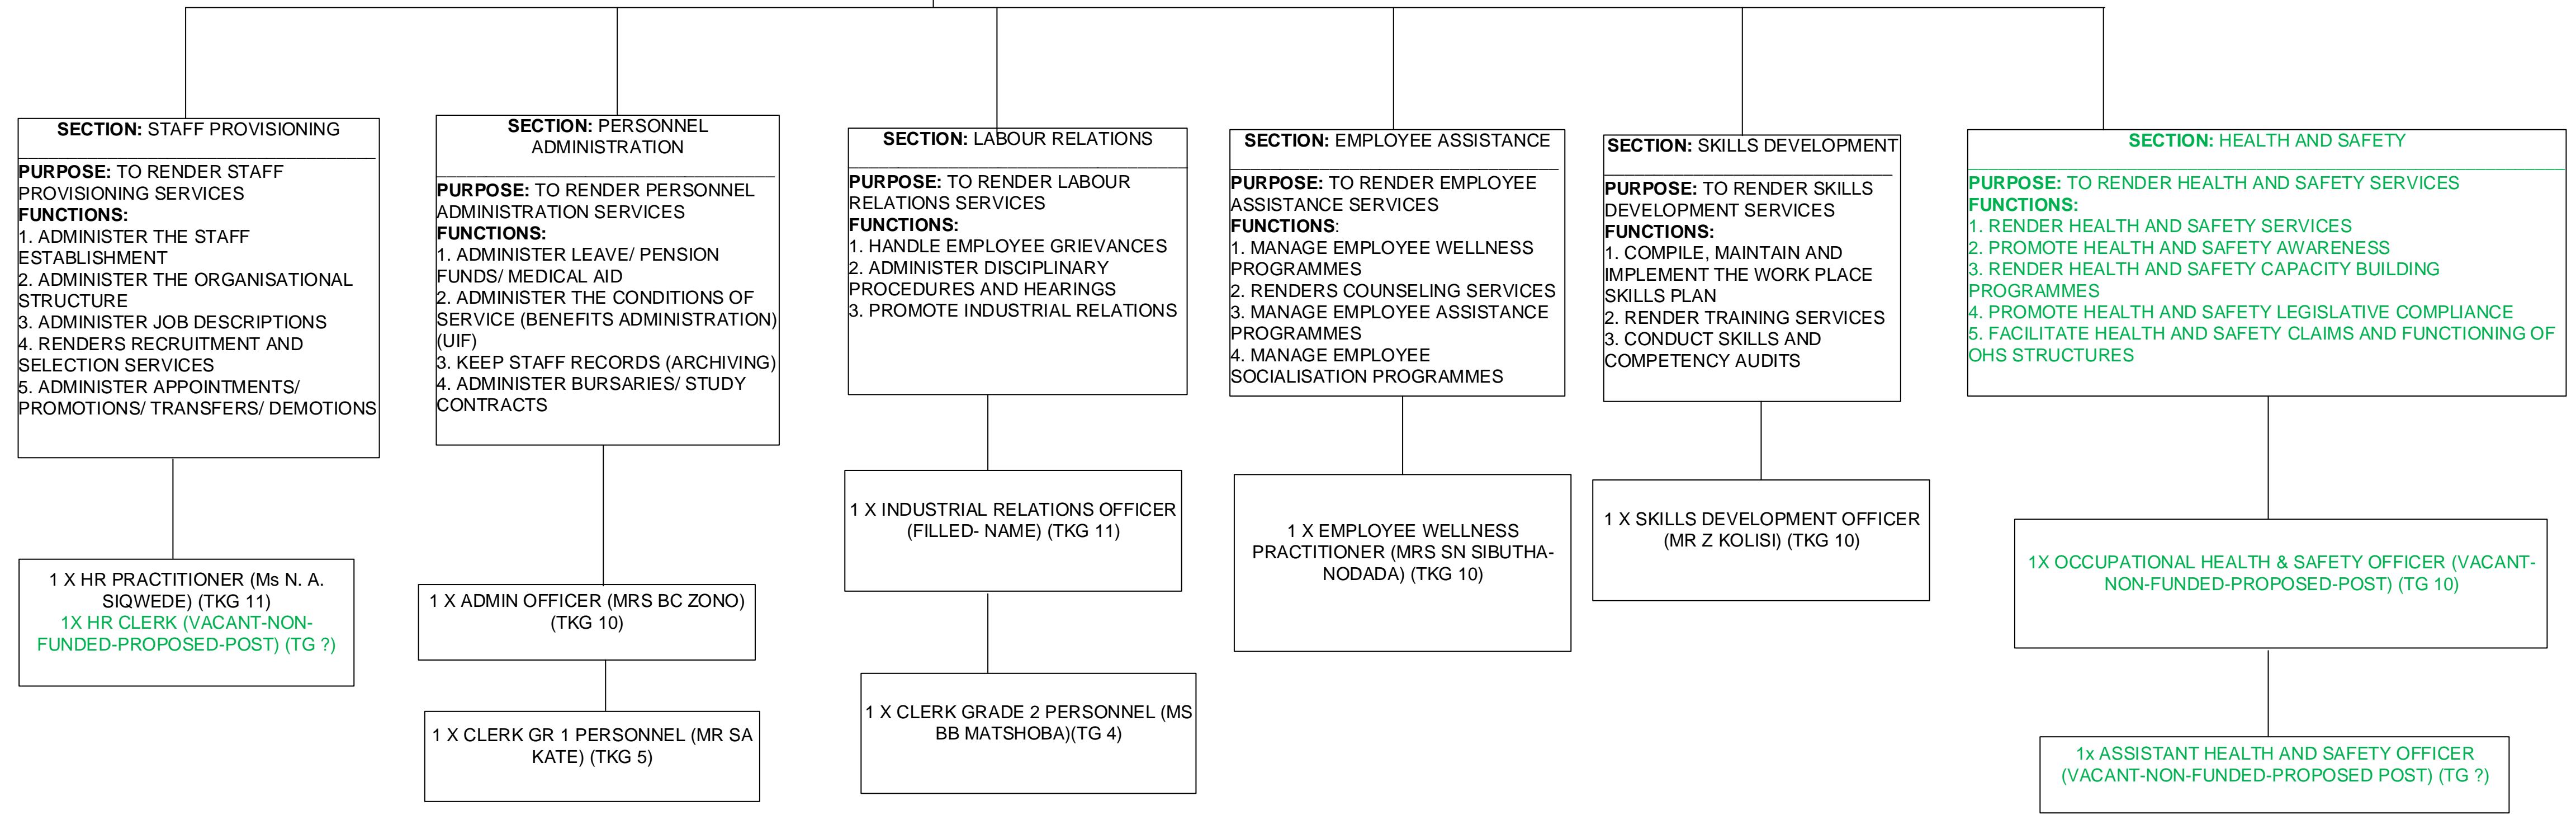 SECTION: STAFF PROVISIONING
PURPOSE: TO RENDER STAFF
PROVISIONING SERVICES
FUNCTIONS:
1. ADMINISTER THE STAFF
ESTABLISHMENT
2. ADMINISTER THE ORGANISATIONAL
STRUCTURE
3. ADMINISTER JOB DESCRIPTIONS
4. RENDERS RECRUITMENT AND
SELECTION SERVICES
5. ADMINISTER APPOINTMENTS/
PROMOTIONS/ TRANSFERS/ DEMOTIONS
1 X HR PRACTITIONER (Ms N. A.
SIQWEDE) (TKG 11)
1X HR CLERK (VACANT-NON-
FUNDED-PROPOSED-POST) (TG ?)
SECTION: PERSONNEL
ADMINISTRATION
PURPOSE: TO RENDER PERSONNEL
ADMINISTRATION SERVICES
FUNCTIONS:
1. ADMINISTER LEAVE/ PENSION
FUNDS/ MEDICAL AID
2. ADMINISTER THE CONDITIONS OF
SERVICE (BENEFITS ADMINISTRATION)
(UIF)
3. KEEP STAFF RECORDS (ARCHIVING)
4. ADMINISTER BURSARIES/ STUDY
CONTRACTS
1 X ADMIN OFFICER (MRS BC ZONO)
(TKG 10)
1 X CLERK GR 1 PERSONNEL (MR SA
KATE) (TKG 5)
SECTION: LABOUR RELATIONS
PURPOSE: TO RENDER LABOUR
RELATIONS SERVICES
FUNCTIONS:
1. HANDLE EMPLOYEE GRIEVANCES
2. ADMINISTER DISCIPLINARY
PROCEDURES AND HEARINGS
3. PROMOTE INDUSTRIAL RELATIONS
1 X INDUSTRIAL RELATIONS OFFICER
(FILLED- NAME) (TKG 11)
1 X CLERK GRADE 2 PERSONNEL (MS
BB MATSHOBA)(TG 4)
SECTION: EMPLOYEE ASSISTANCE
PURPOSE: TO RENDER EMPLOYEE
ASSISTANCE SERVICES
FUNCTIONS:
1. MANAGE EMPLOYEE WELLNESS
PROGRAMMES
2. RENDERS COUNSELING SERVICES
3. MANAGE EMPLOYEE ASSISTANCE
PROGRAMMES
4. MANAGE EMPLOYEE
SOCIALISATION PROGRAMMES
1 X EMPLOYEE WELLNESS
PRACTITIONER (MRS SN SIBUTHA-
NODADA) (TKG 10)
SECTION: SKILLS DEVELOPMENT
PURPOSE: TO RENDER SKILLS
DEVELOPMENT SERVICES
FUNCTIONS:
1. COMPILE, MAINTAIN AND
IMPLEMENT THE WORK PLACE
SKILLS PLAN
2. RENDER TRAINING SERVICES
3. CONDUCT SKILLS AND
COMPETENCY AUDITS
1 X SKILLS DEVELOPMENT OFFICER
(MR Z KOLISI) (TKG 10)
SECTION: HEALTH AND SAFETY
PURPOSE: TO RENDER HEALTH AND SAFETY SERVICES
FUNCTIONS:
1. RENDER HEALTH AND SAFETY SERVICES
2. PROMOTE HEALTH AND SAFETY AWARENESS
3. RENDER HEALTH AND SAFETY CAPACITY BUILDING
PROGRAMMES
4. PROMOTE HEALTH AND SAFETY LEGISLATIVE COMPLIANCE
5. FACILITATE HEALTH AND SAFETY CLAIMS AND FUNCTIONING OF
OHS STRUCTURES
1X OCCUPATIONAL HEALTH & SAFETY OFFICER (VACANT-
NON-FUNDED-PROPOSED-POST) (TG 10)
1x ASSISTANT HEALTH AND SAFETY OFFICER
(VACANT-NON-FUNDED-PROPOSED POST) (TG ?)